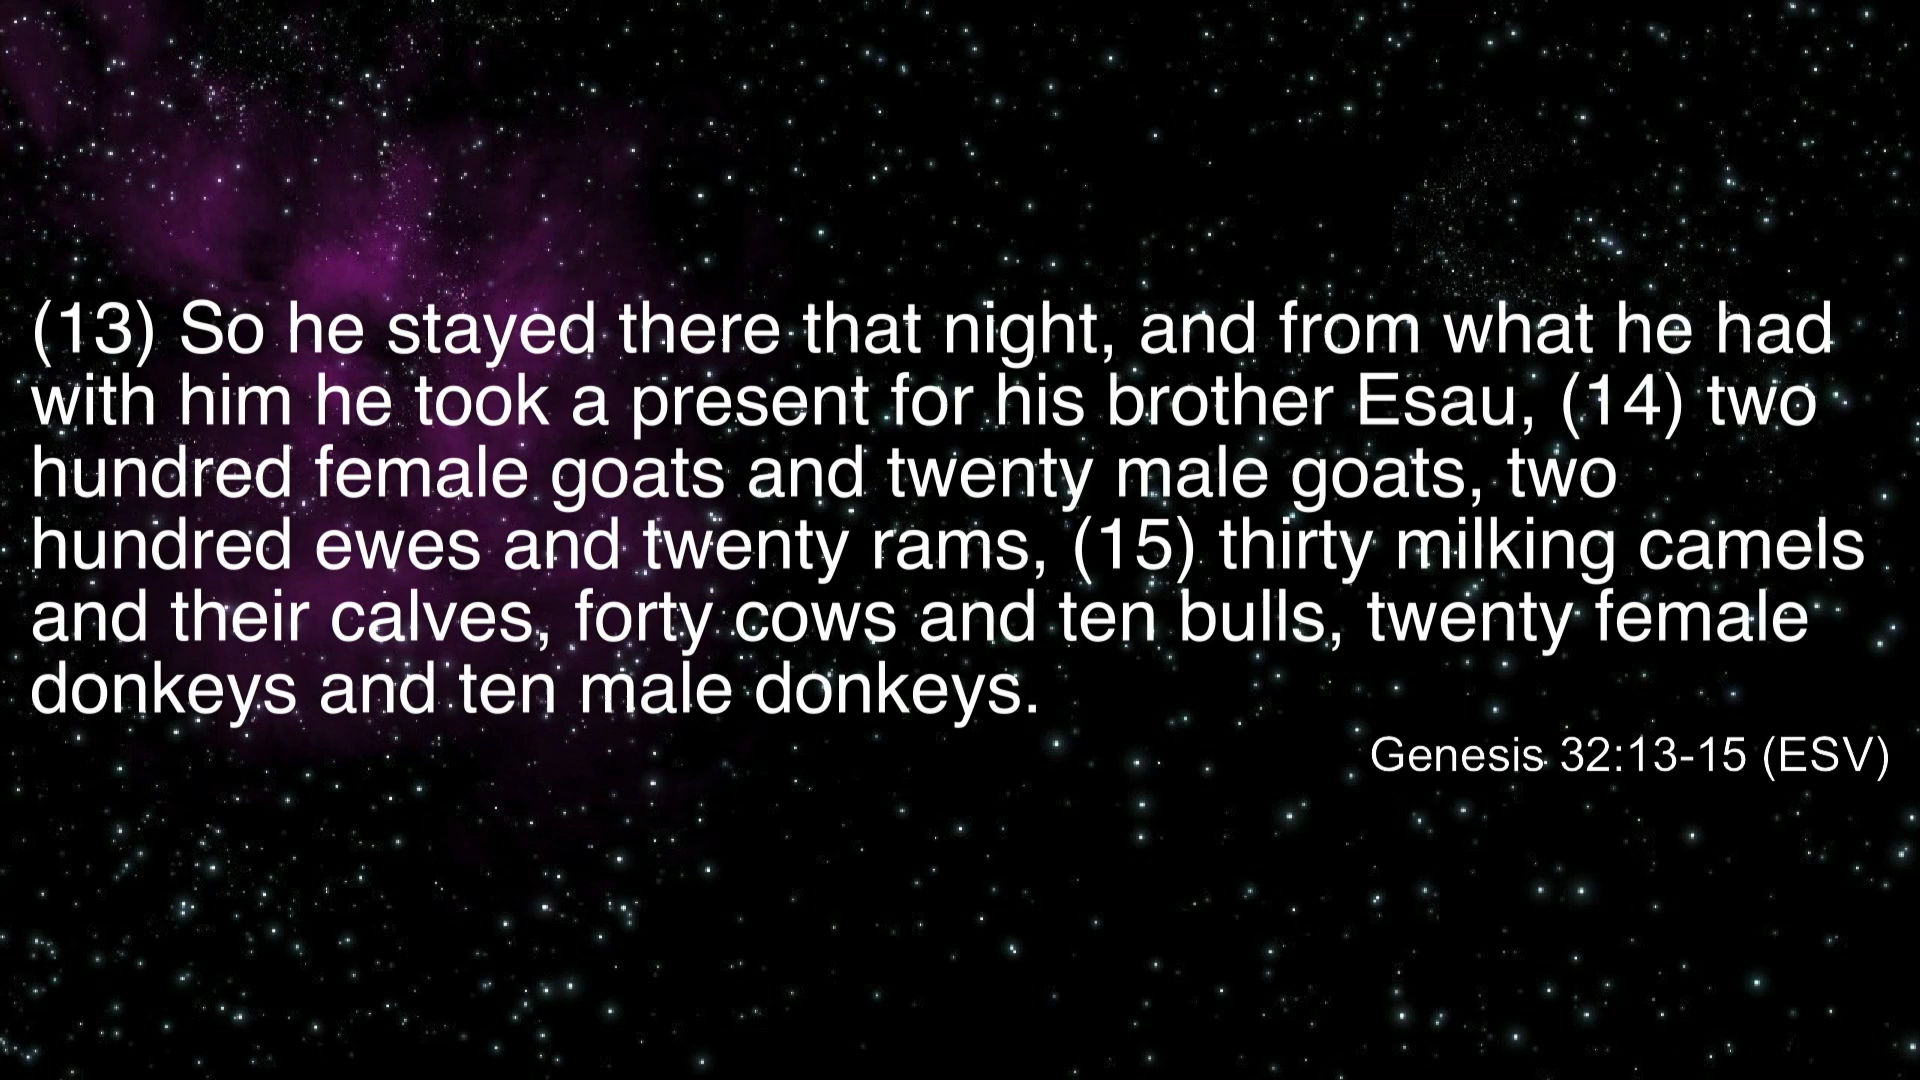 (13) So he stayed there that night, and from what he had
with him he took a present for his brother Esau, (14) two
hundred female goats and twenty male goats, two
hundred ewes and twenty rams, (15) thirty milking camels
and their calves, forty cows and ten bulls, twenty female
donkeys and ten male donkeys.
Genesis 32:13-15 (ESV)